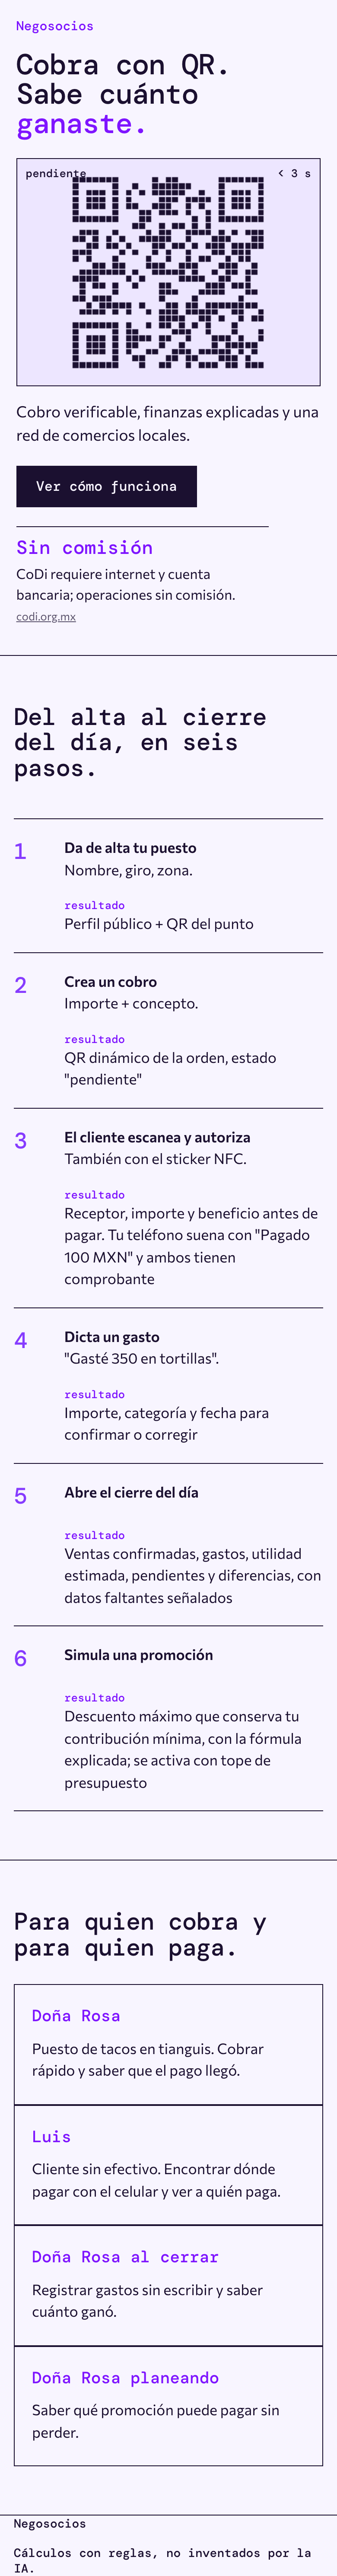 Negosocios
Cobra con QR.
Sabe cuánto
ganaste.
pendiente
< 3 s
Cobro verificable, finanzas explicadas y una
red de comercios locales.
Ver cómo funciona
Sin comisión
CoDi requiere internet y cuenta
bancaria; operaciones sin comisión.
codi.org.mx
Del alta al cierre
del día, en seis
pasos.
1
Da de alta tu puesto
Nombre, giro, zona.
resultado
Perfil público + QR del punto
2
Crea un cobro
Importe + concepto.
resultado
QR dinámico de la orden, estado
"pendiente"
3
El cliente escanea y autoriza
También con el sticker NFC.
resultado
Receptor, importe y beneficio antes de
pagar. Tu teléfono suena con "Pagado
100 MXN" y ambos tienen
comprobante
4
Dicta un gasto
"Gasté 350 en tortillas".
resultado
Importe, categoría y fecha para
confirmar o corregir
5
Abre el cierre del día
resultado
Ventas confirmadas, gastos, utilidad
estimada, pendientes y diferencias, con
datos faltantes señalados
6
Simula una promoción
resultado
Descuento máximo que conserva tu
contribución mínima, con la fórmula
explicada; se activa con tope de
presupuesto
Para quien cobra y
para quien paga.
Doña Rosa
Puesto de tacos en tianguis. Cobrar
rápido y saber que el pago llegó.
Luis
Cliente sin efectivo. Encontrar dónde
pagar con el celular y ver a quién paga.
Doña Rosa al cerrar
Registrar gastos sin escribir y saber
cuánto ganó.
Doña Rosa planeando
Saber qué promoción puede pagar sin
perder.
Negosocios
Cálculos con reglas, no inventados por la
IA.